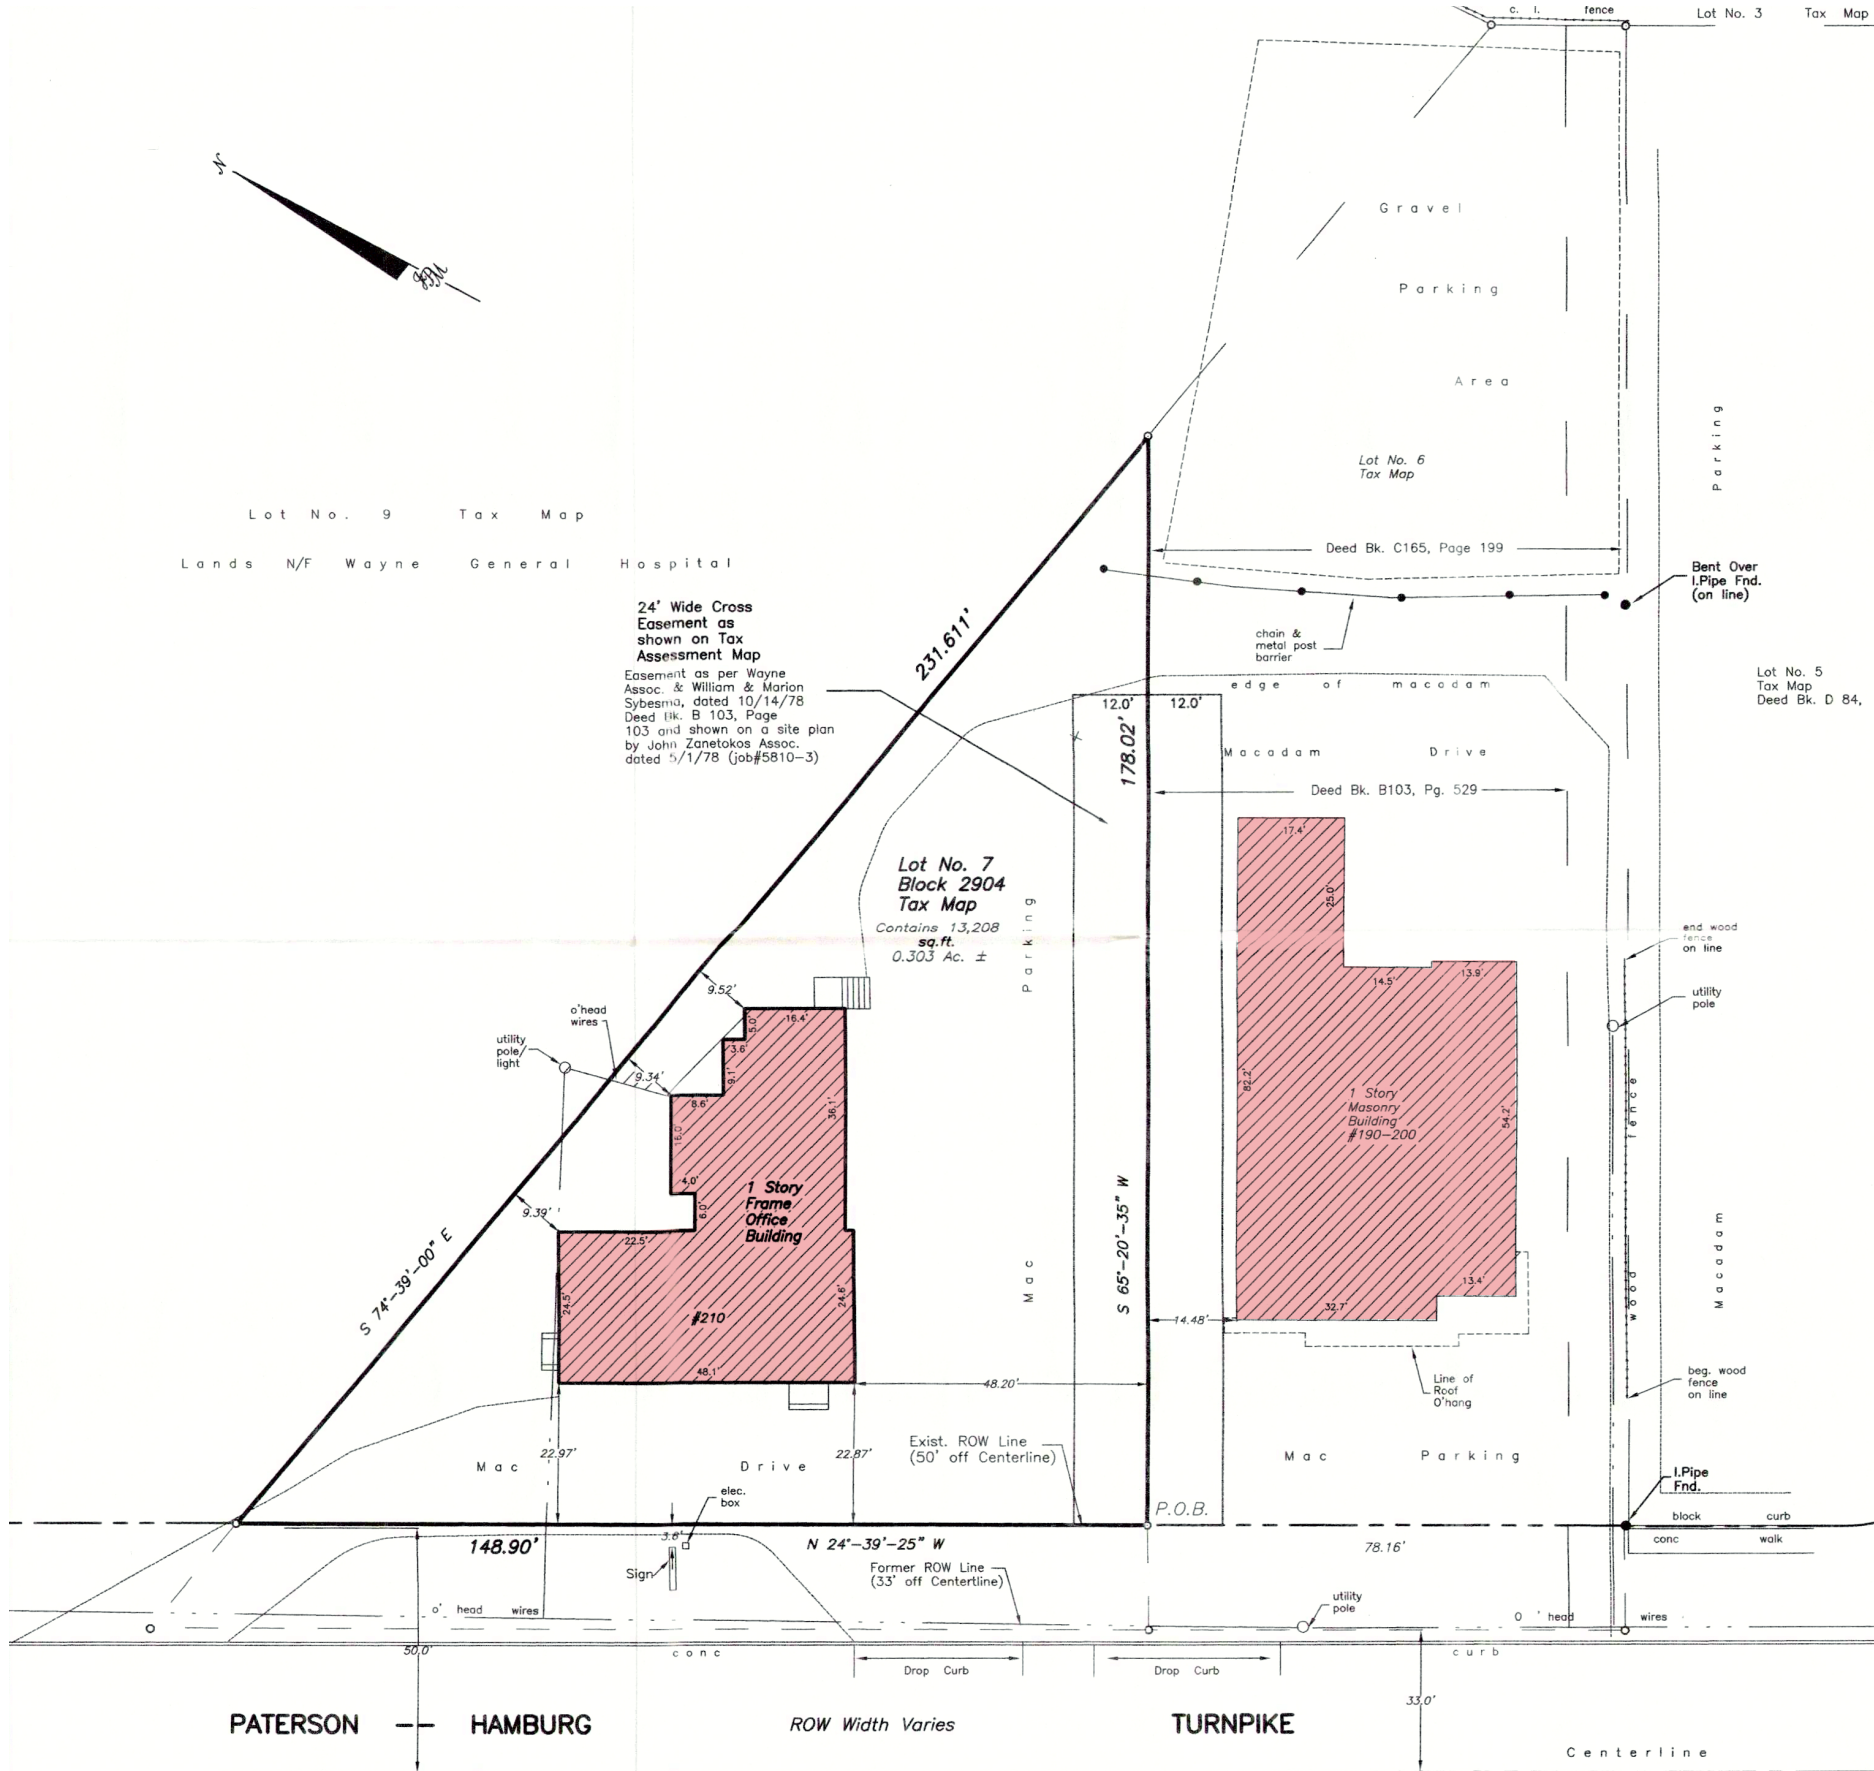 c. l. fence
Lot No. 3 Tax Map
N
Gravel
Parking
Area
Lot No. 6
Tax Map
Parking
Lot No. 9 Tax Map
Lands N/F Wayne General Hospital
Deed Bk. C165, Page 199
Bent Over
I.Pipe Fnd.
(on line)
24' Wide Cross
Easement as
shown on Tax
Assessment Map
Easement as per Wayne
Assoc. & William & Marion
Sybesma, dated 10/14/78
Deed Bk. B 103, Page
103 and shown on a site plan
by John Zanetokos Assoc.
dated 5/1/78 (job#5810-3)
231.611'
chain &
metal post
barrier
edge of macadam
Lot No. 5
Tax Map
Deed Bk. D 84,
12.0' 12.0'
178.02'
Macadam Drive
Deed Bk. B103, Pg. 529
17.4'
25.0'
Lot No. 7
Block 2904
Tax Map
Contains 13,208
sq.ft.
0.303 Ac. ±
Parking
end wood
fence
on line
14.5'
13.9'
utility
pole
9.52'
o'head
wires
utility
pole/
light
16.4'
5.0'
3.6'
9.1'
9.34'
8.6'
36.1'
16.0'
82.2'
1 Story
Masonry
Building
#190-200
54.2'
fence
4.0'
6.0'
1 Story
Frame
Office
Building
9.39'
22.5'
S 74°-39'-00" E
S 65°-20'-35" W
Mac
Macadam
wood
24.5'
24.6'
#210
13.4'
32.7'
14.48'
48.1'
48.20'
Line of
Roof
O'hang
beg. wood
fence
on line
22.97'
22.87'
Mac Drive
Exist. ROW Line
(50' off Centerline)
Mac Parking
I.Pipe
Fnd.
elec.
box
P.O.B.
block curb
conc walk
148.90'
3.8'
N 24°-39'-25" W
78.16'
Sign
Former ROW Line
(33' off Centertline)
utility
pole
o' head wires
O ' head wires
50.0'
conc
curb
Drop Curb
Drop Curb
33.0'
PATERSON -- HAMBURG
ROW Width Varies
TURNPIKE
Centerline